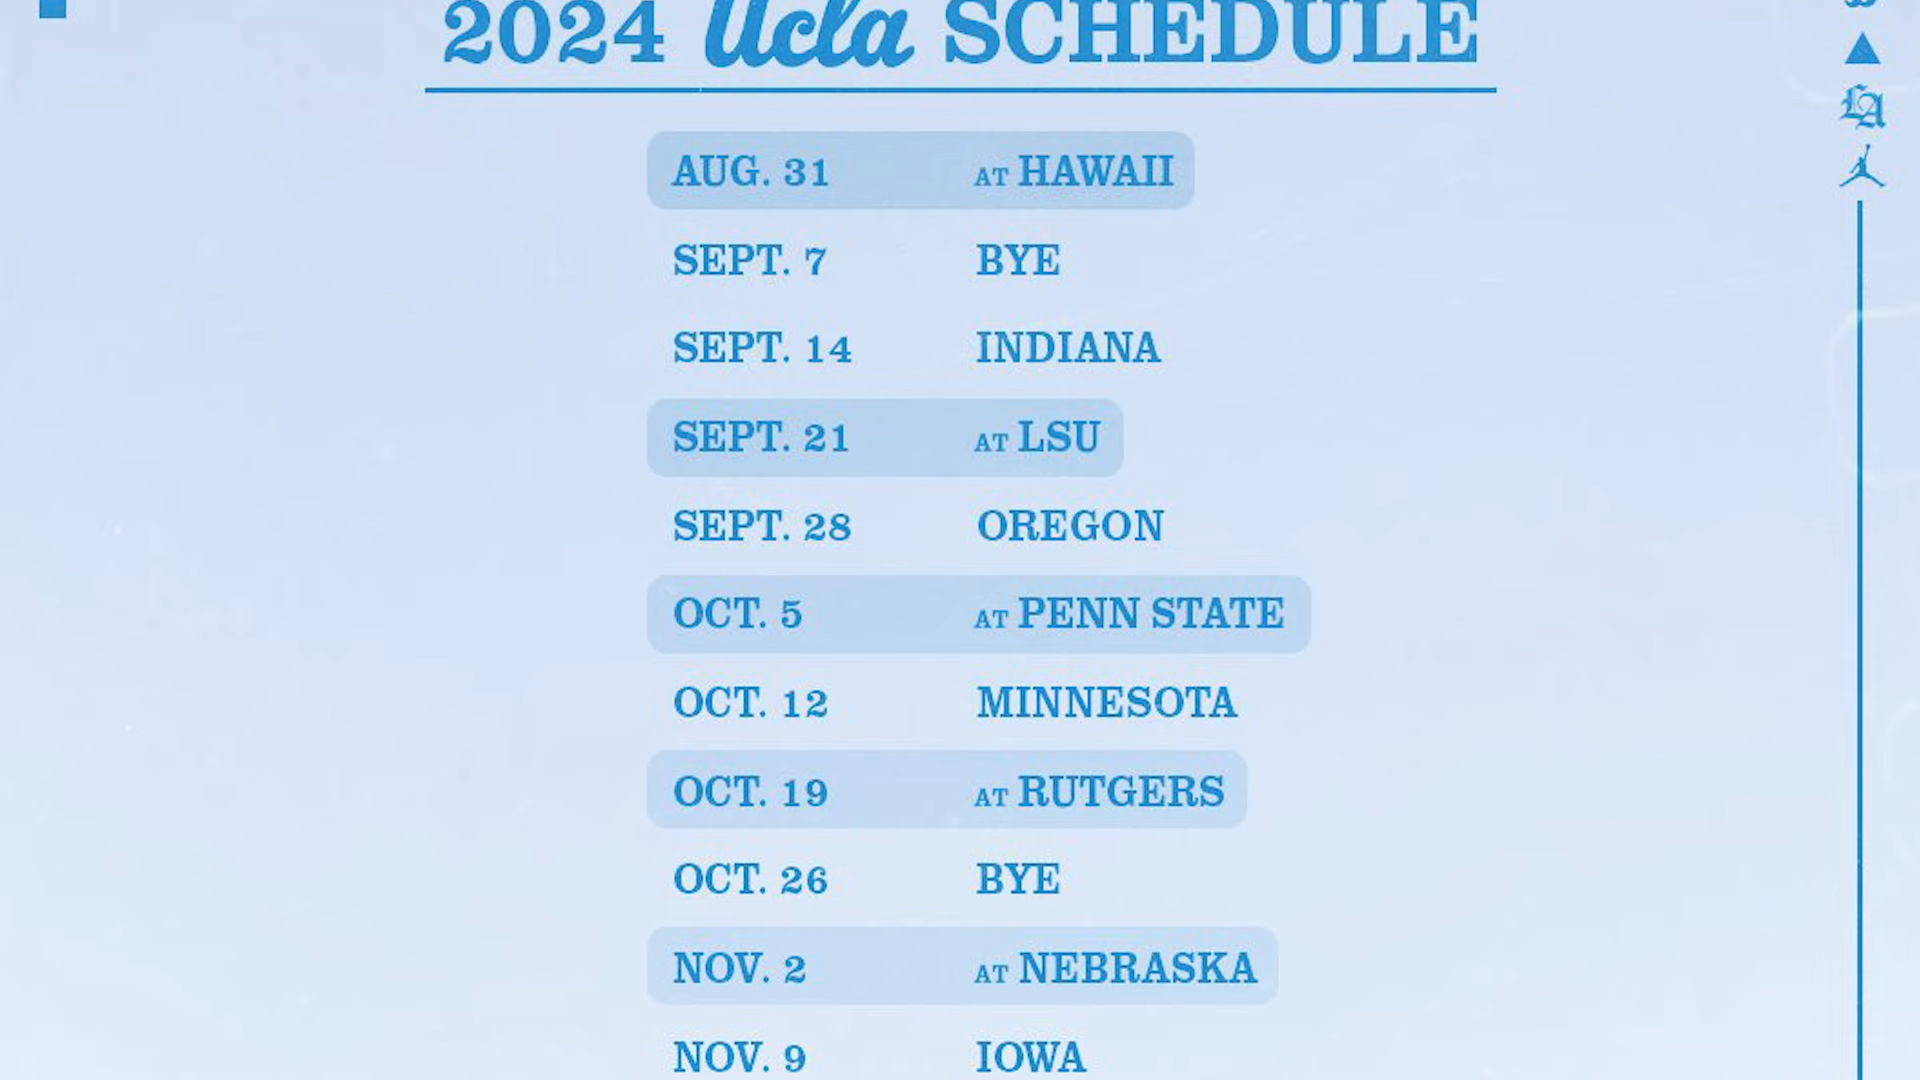 2024 Ucla SCHEDULE
AUG. 31 AT HAWAII
SEPT. 7 BYE
SEPT. 14 INDIANA
SEPT. 21 AT LSU
SEPT. 28 OREGON
OCT. 5 AT PENN STATE
OCT. 12 MINNESOTA
OCT. 19 AT RUTGERS
OCT. 26 BYE
NOV. 2 AT NEBRASKA
NOV. 9 IOWA
LA